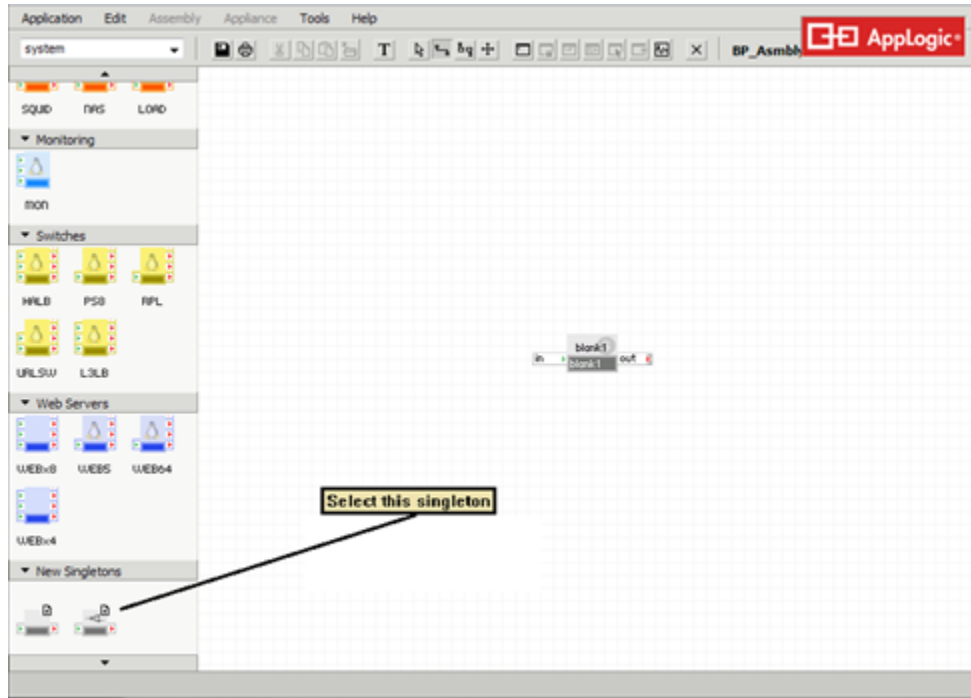 Application Edit Assembly Appliance Tools Help
system
T
BP_Asmbly
AppLogic
SQUID NAS LOAD
Monitoring
mon
Switches
HALB PS8 RPL
URLSW L3LB
Web Servers
WEBx8 WEB5 WEB64
WEBx4
New Singletons
blank1
in blank1 out
Select this singleton